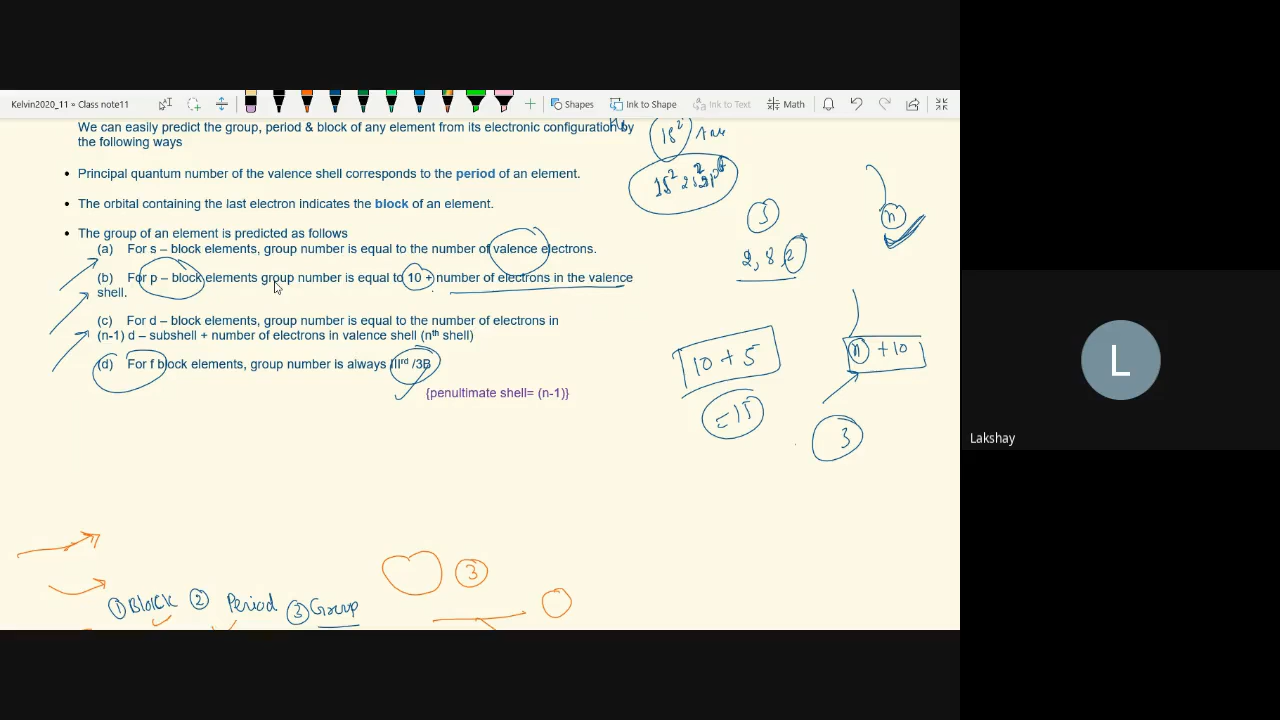 Kelvin2020_11 » Class note11
Shapes
Ink to Shape
Ink to Text
Math
We can easily predict the group, period & block of any element from its electronic configuration by
the following ways
1s²
1s² 2s² 2p⁶
• Principal quantum number of the valence shell corresponds to the period of an element.
• The orbital containing the last electron indicates the block of an element.
• The group of an element is predicted as follows
(a) For s – block elements, group number is equal to the number of valence electrons.
(b) For p – block elements group number is equal to 10 + number of electrons in the valence
shell.
(c) For d – block elements, group number is equal to the number of electrons in
(n-1) d – subshell + number of electrons in valence shell (nth shell)
(d) For f block elements, group number is always IIIrd /3B
{penultimate shell= (n-1)}
3
2, 8, 2
n
10 + 5
= 15
n + 10
3
3
① Block ② Period ③ Group
L
Lakshay